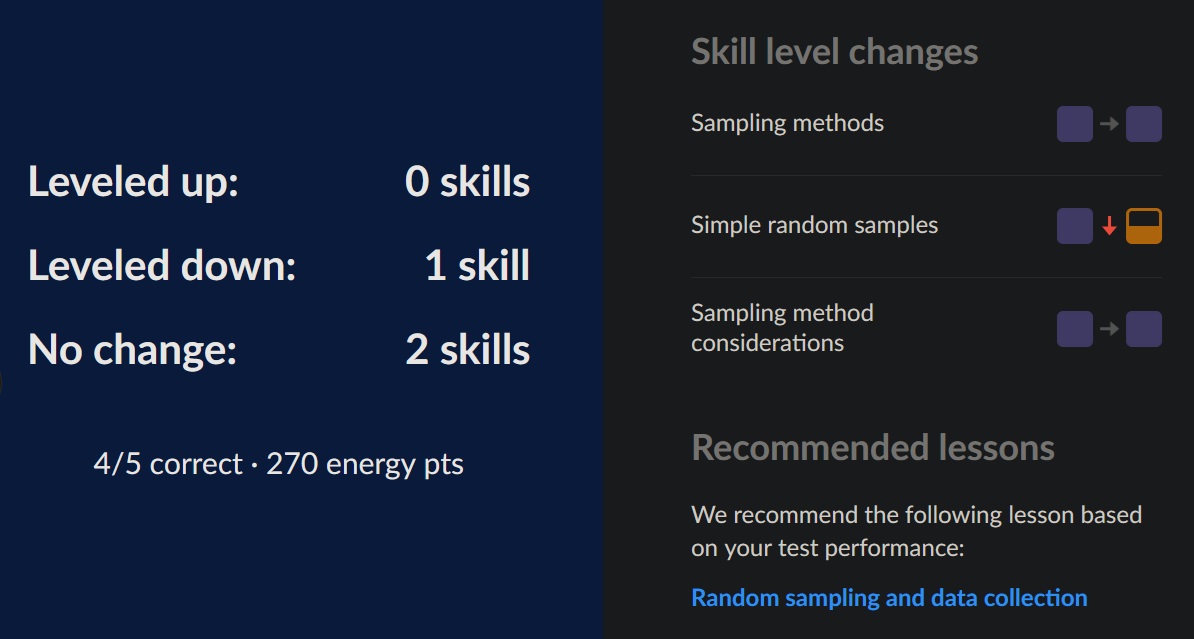 Leveled up: 0 skills
Leveled down: 1 skill
No change: 2 skills
4/5 correct · 270 energy pts
Skill level changes
Sampling methods
Simple random samples
Sampling method
considerations
Recommended lessons
We recommend the following lesson based
on your test performance:
Random sampling and data collection